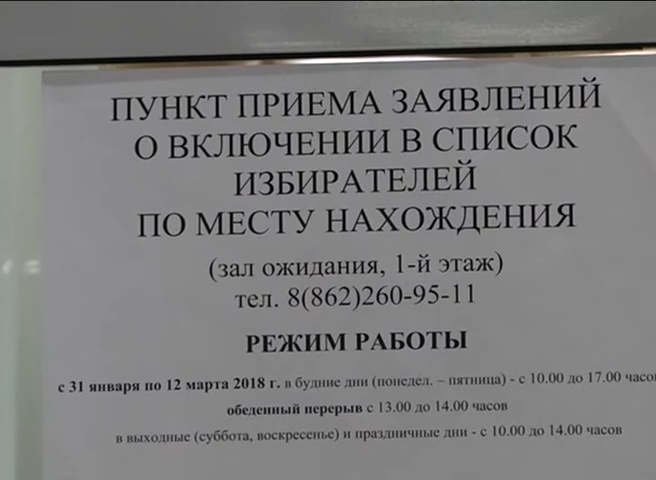 ПУНКТ ПРИЕМА ЗАЯВЛЕНИЙ
О ВКЛЮЧЕНИИ В СПИСОК
ИЗБИРАТЕЛЕЙ
ПО МЕСТУ НАХОЖДЕНИЯ
(зал ожидания, 1-й этаж)
тел. 8(862)260-95-11
РЕЖИМ РАБОТЫ
с 31 января по 12 марта 2018 г. в будние дни (понедел. – пятница) - с 10.00 до 17.00 часо
обеденный перерыв с 13.00 до 14.00 часов
в выходные (суббота, воскресенье) и праздничные дни - с 10.00 до 14.00 часов